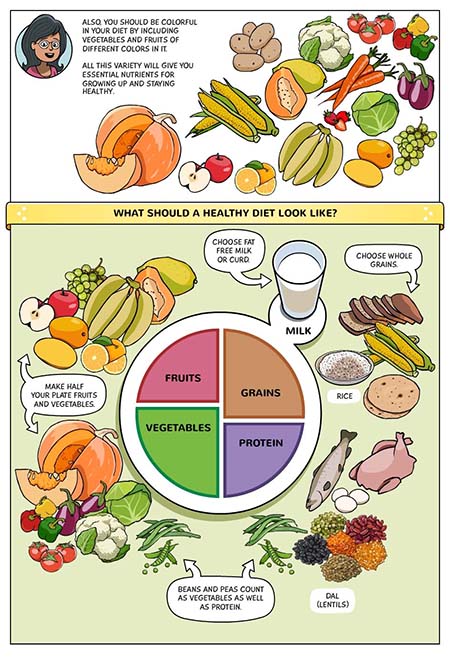 ALSO, YOU SHOULD BE COLORFUL
IN YOUR DIET BY INCLUDING
VEGETABLES AND FRUITS OF
DIFFERENT COLORS IN IT.
ALL THIS VARIETY WILL GIVE YOU
ESSENTIAL NUTRIENTS FOR
GROWING UP AND STAYING
HEALTHY.
WHAT SHOULD A HEALTHY DIET LOOK LIKE?
CHOOSE FAT
FREE MILK
OR CURD.
CHOOSE WHOLE
GRAINS.
MILK
FRUITS
GRAINS
RICE
MAKE HALF
YOUR PLATE FRUITS
AND VEGETABLES.
VEGETABLES
PROTEIN
BEANS AND PEAS COUNT
AS VEGETABLES AS WELL
AS PROTEIN.
DAL
(LENTILS)